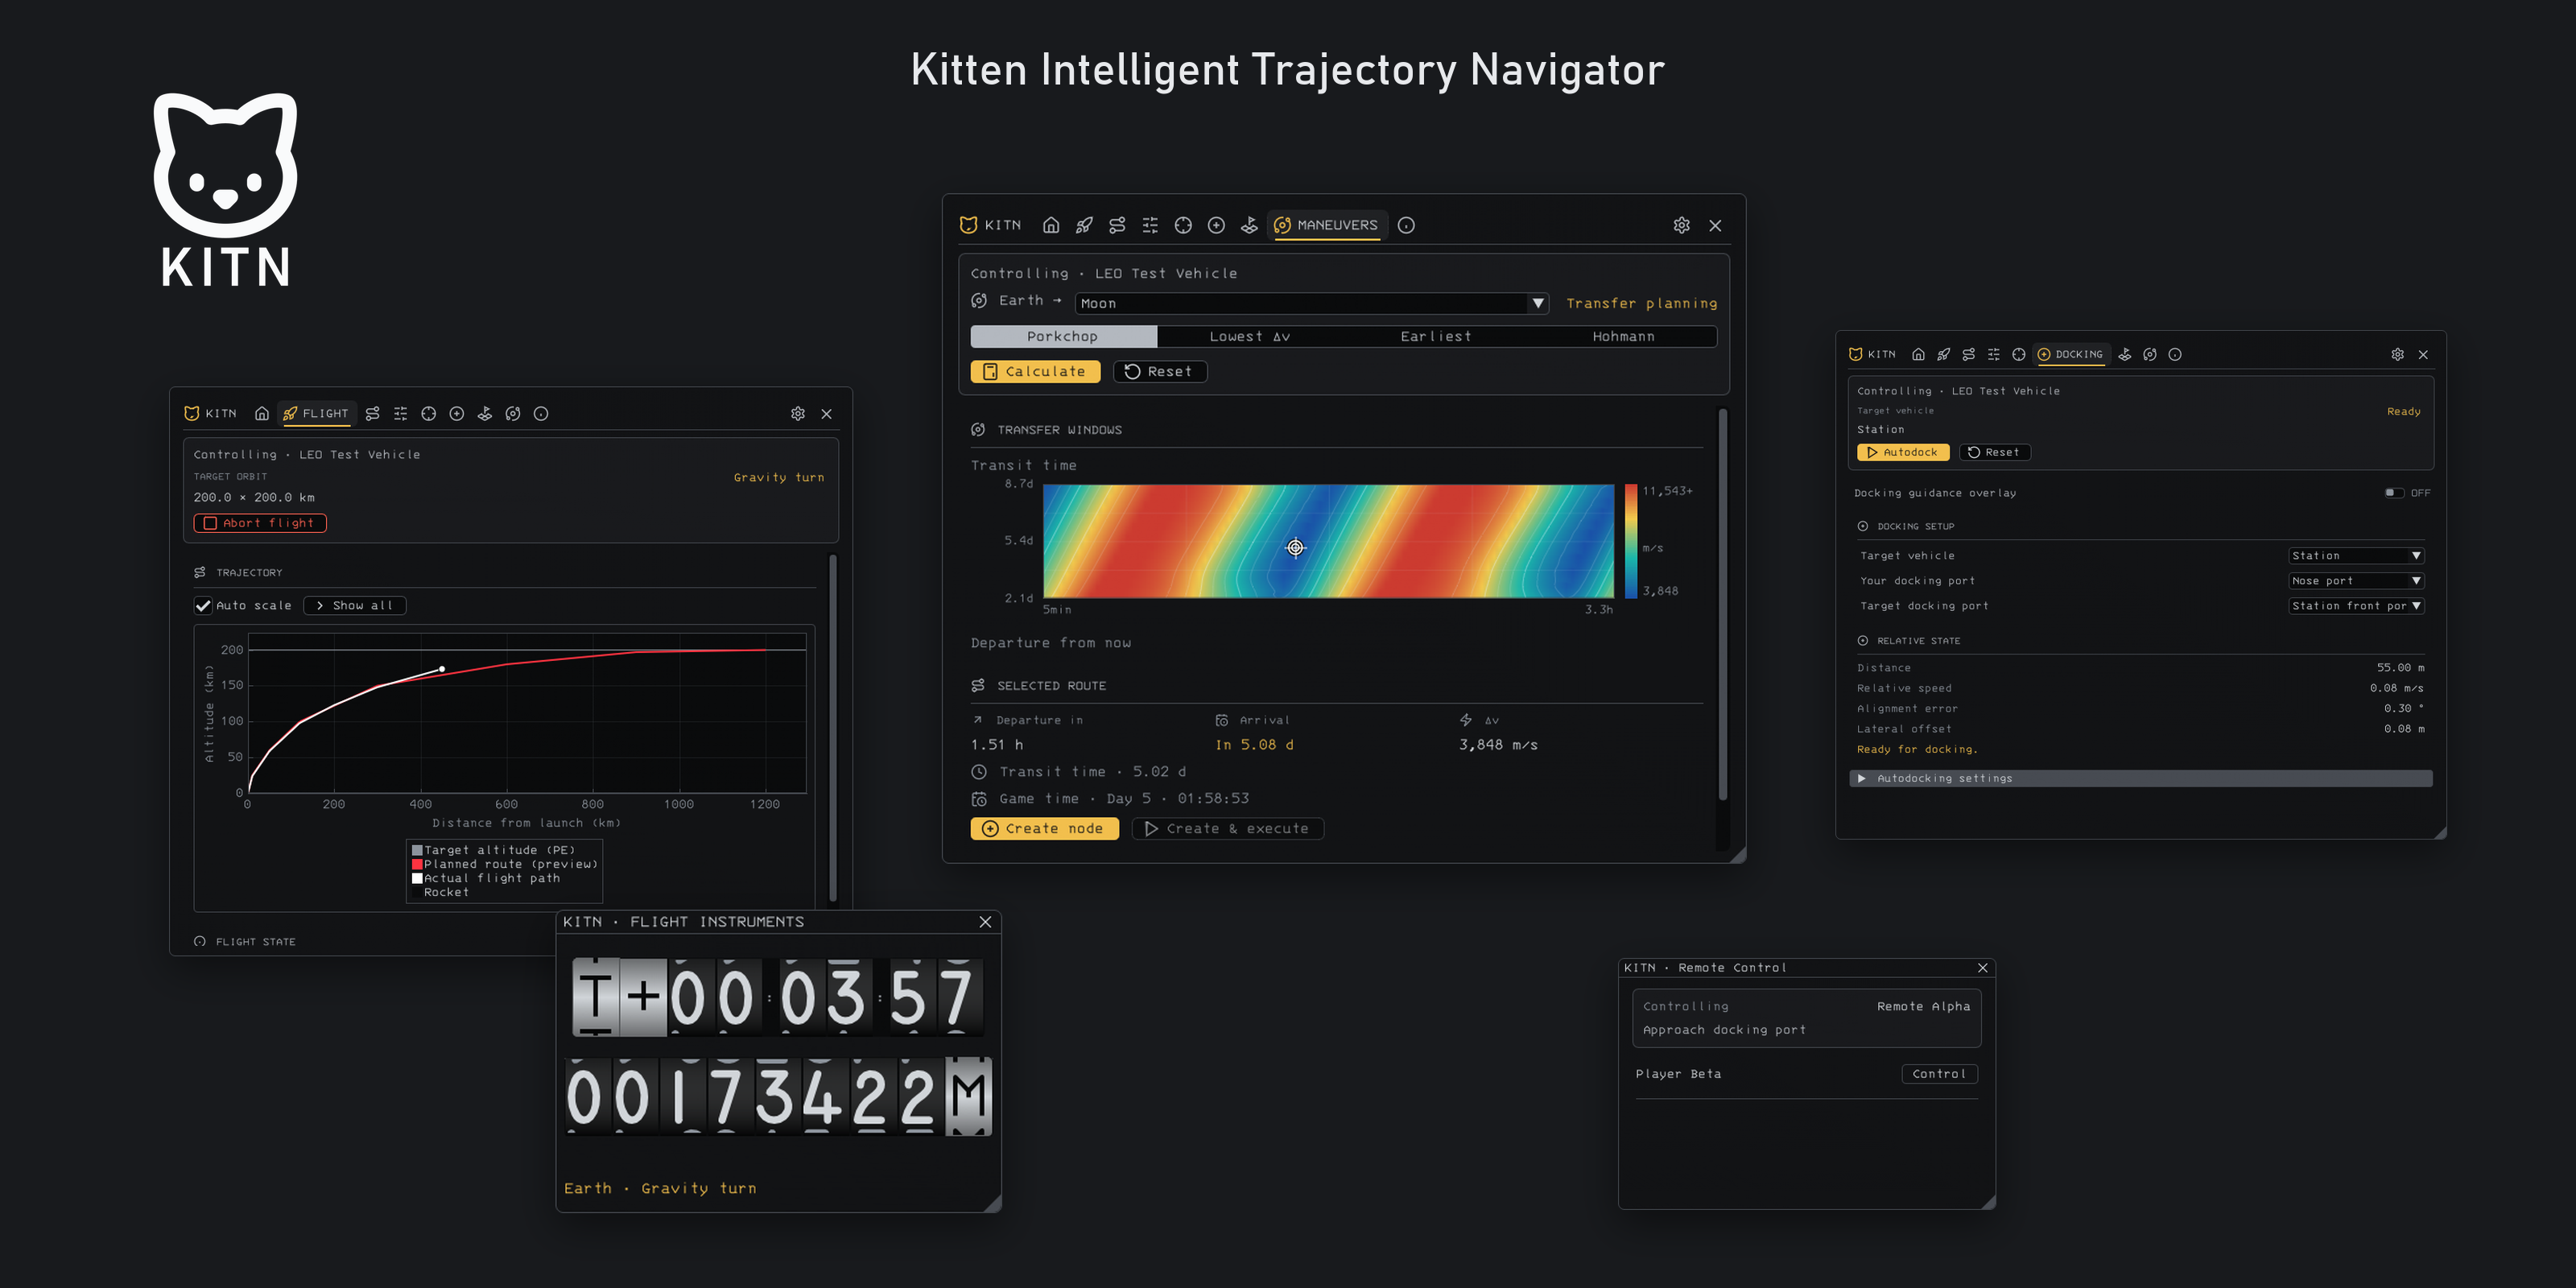 Kitten Intelligent Trajectory Navigator
KITN
KITN FLIGHT
Controlling · LEO Test Vehicle
TARGET ORBIT
Gravity turn
200.0 × 200.0 km
Abort flight
TRAJECTORY
Auto scale
Show all
Altitude (km)
200
150
100
50
0
0 200 400 600 800 1000 1200
Distance from launch (km)
Target altitude (PE)
Planned route (preview)
Actual flight path
Rocket
FLIGHT STATE
KITN · FLIGHT INSTRUMENTS
T+00:03:57
00173422M
Earth · Gravity turn
KITN MANEUVERS
Controlling · LEO Test Vehicle
Earth → Moon Transfer planning
Porkchop Lowest Δv Earliest Hohmann
Calculate Reset
TRANSFER WINDOWS
Transit time
8.7d
5.4d
2.1d
5min 3.3h
11,543+
m/s
3,848
Departure from now
SELECTED ROUTE
Departure in Arrival Δv
1.51 h In 5.08 d 3,848 m/s
Transit time · 5.02 d
Game time · Day 5 · 01:58:53
Create node Create & execute
KITN DOCKING
Controlling · LEO Test Vehicle
Target vehicle
Ready
Station
Autodock Reset
Docking guidance overlay OFF
DOCKING SETUP
Target vehicle Station
Your docking port Nose port
Target docking port Station front por
RELATIVE STATE
Distance 55.00 m
Relative speed 0.08 m/s
Alignment error 0.30 °
Lateral offset 0.08 m
Ready for docking.
Autodocking settings
KITN · Remote Control
Controlling Remote Alpha
Approach docking port
Player Beta Control